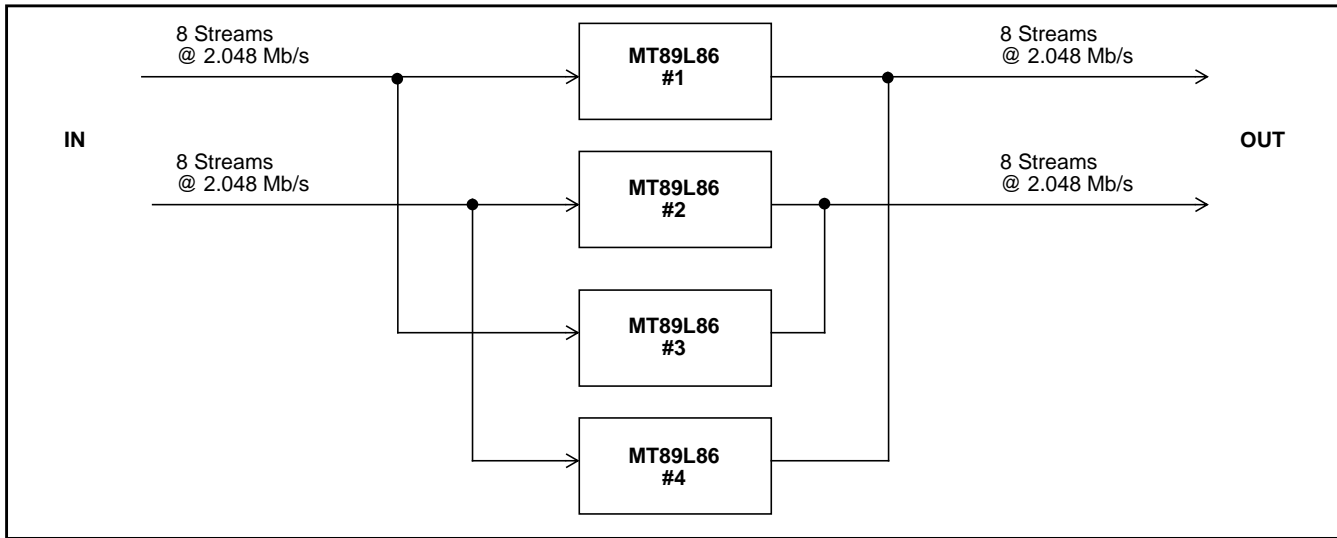 8 Streams
@ 2.048 Mb/s
MT89L86
#1
8 Streams
@ 2.048 Mb/s
IN
OUT
8 Streams
@ 2.048 Mb/s
MT89L86
#2
8 Streams
@ 2.048 Mb/s
MT89L86
#3
MT89L86
#4